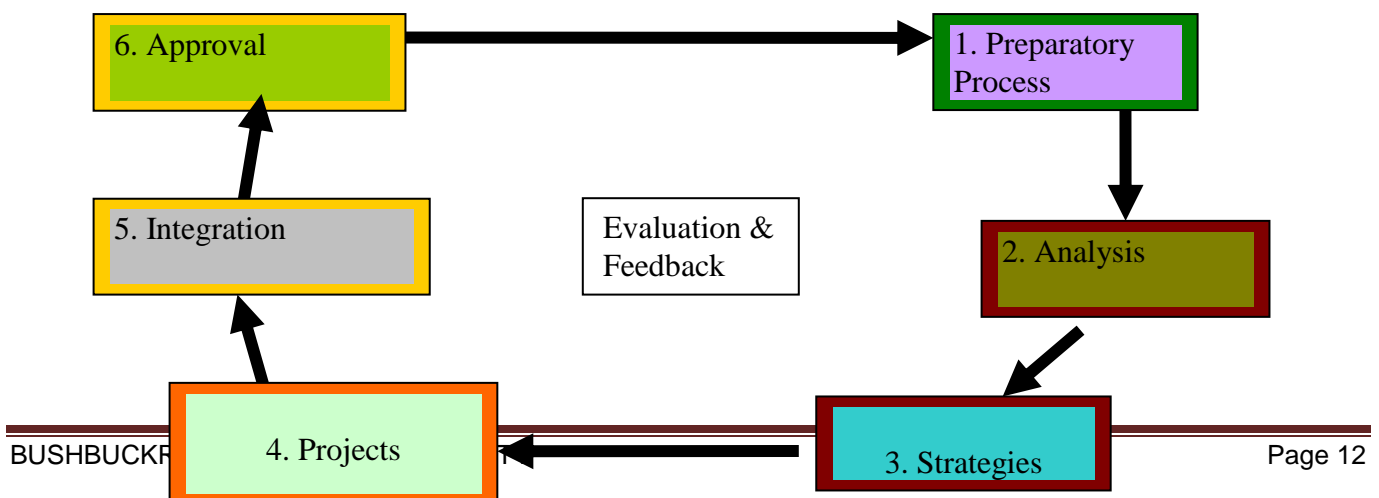 6. Approval
1. Preparatory
Process
5. Integration
Evaluation &
Feedback
2. Analysis
4. Projects
3. Strategies
Page 12